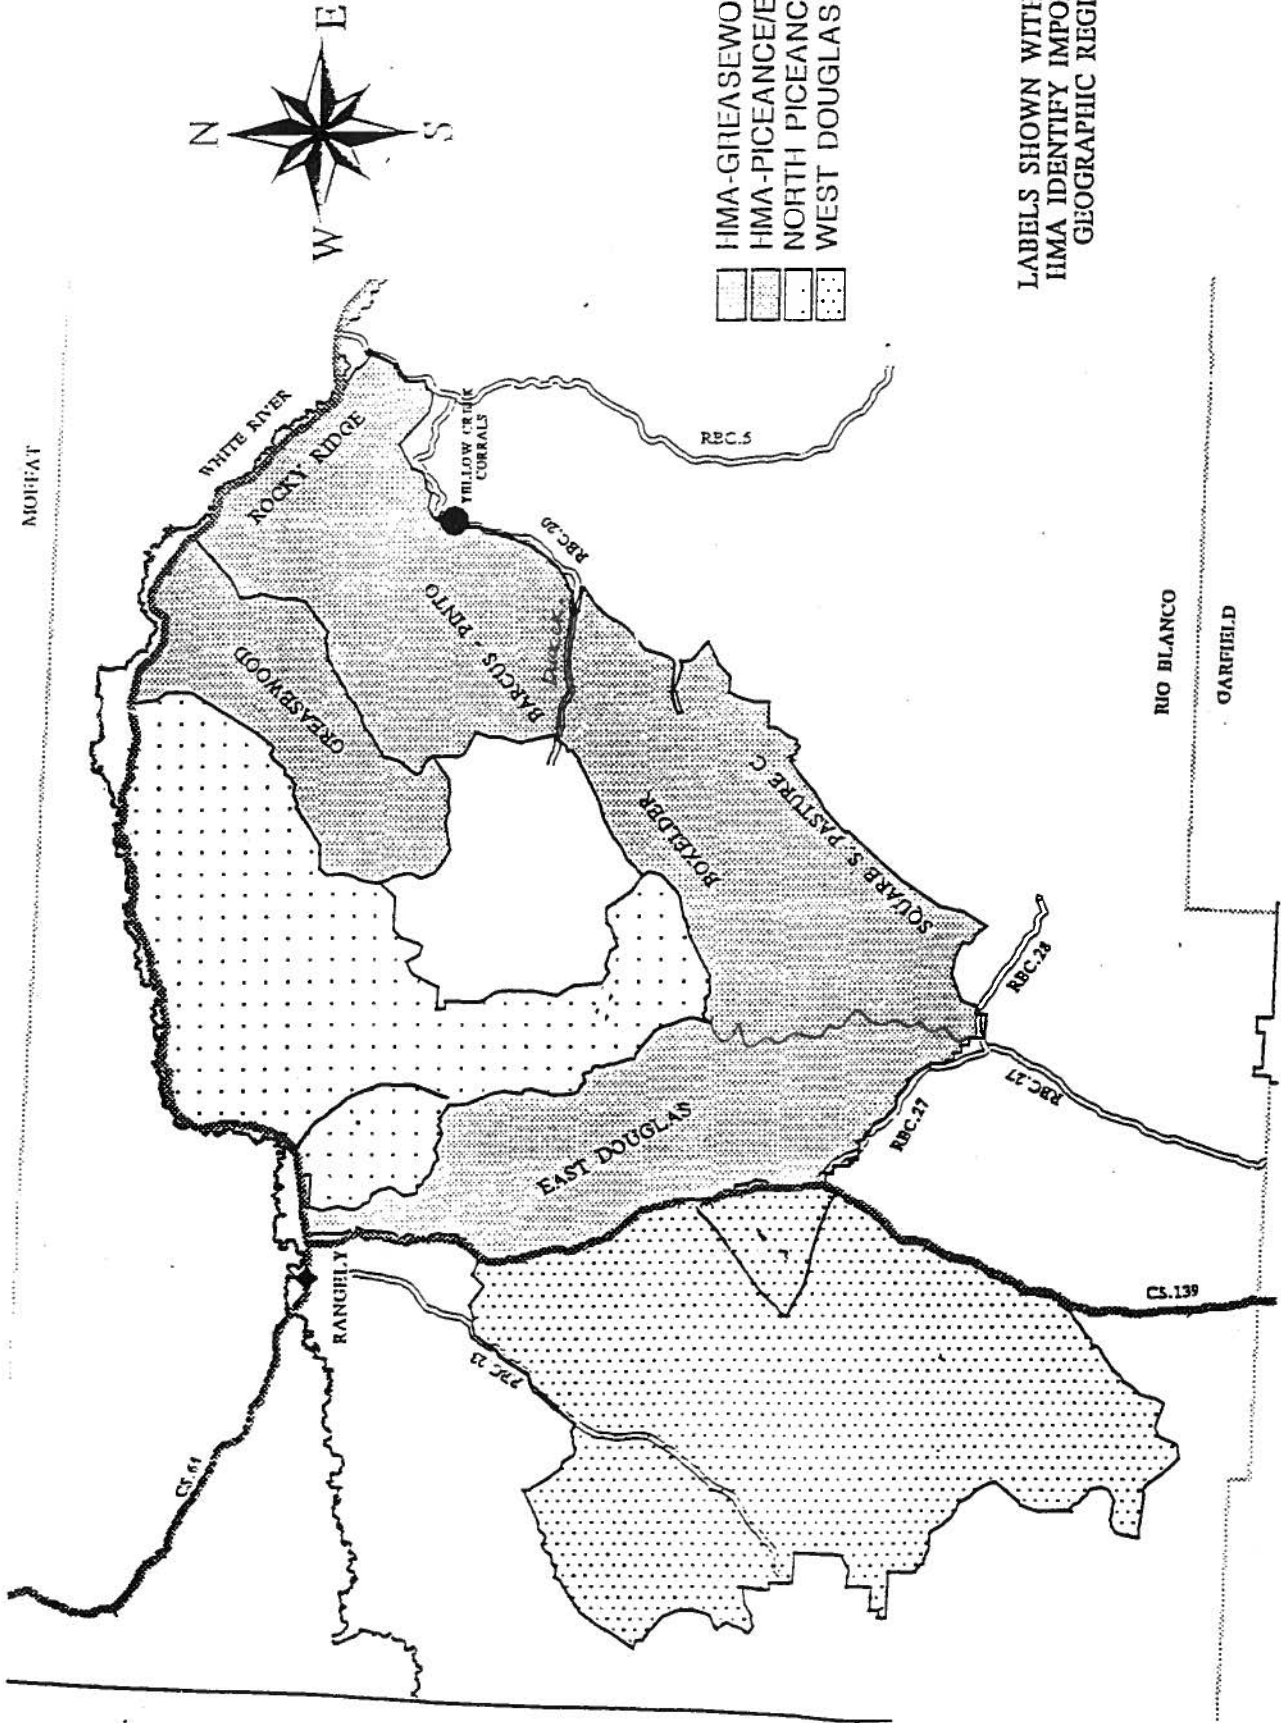 MOFFAT
N
W
E
S
WHITE RIVER
ROCKY RIDGE
YELLOW CREEK
CORRALS
RBC.5
RBC.20
GREASEWOOD
BARCUS - PINTO
BOXELDER
SQUARE S. PASTURE C
EAST DOUGLAS
RBC.28
RBC.27
RBC.27
RANGELY
CS.64
CS.139
RIO BLANCO
GARFIELD
HMA-GREASEWO
HMA-PICEANCE/E
NORTH PICEANC
WEST DOUGLAS
LABELS SHOWN WITH
HMA IDENTIFY IMPO
GEOGRAPHIC REGI